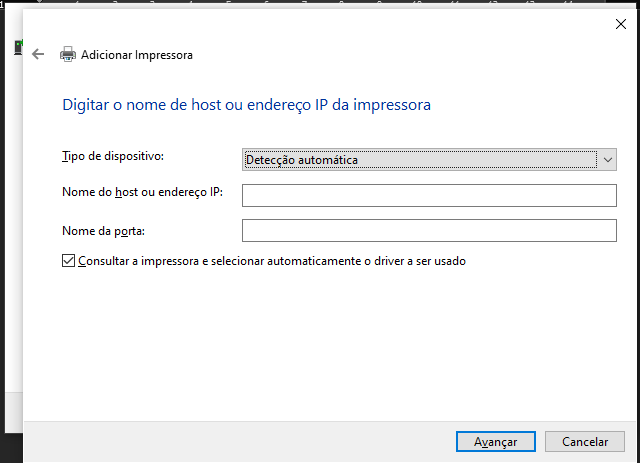 Adicionar Impressora
Digitar o nome de host ou endereço IP da impressora
Tipo de dispositivo:
Detecção automática
Nome do host ou endereço IP:
Nome da porta:
Consultar a impressora e selecionar automaticamente o driver a ser usado
Avançar
Cancelar